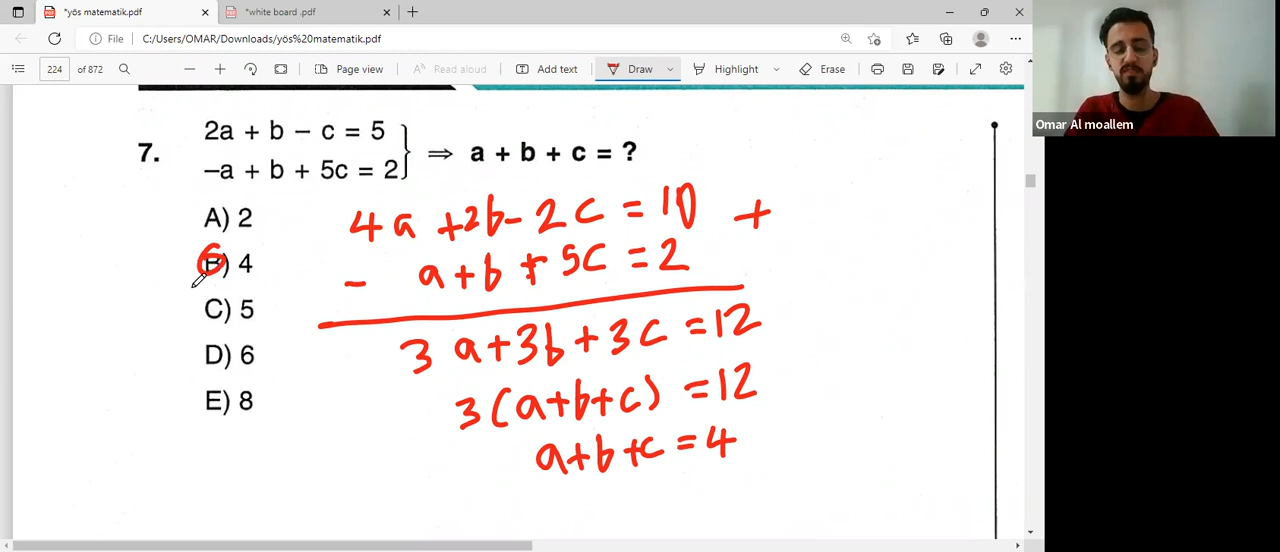 *yös matematik.pdf
*white board .pdf
File C:/Users/OMAR/Downloads/yös%20matematik.pdf
224 of 872 Page view Read aloud Add text Draw Highlight Erase
Omar Al moallem
7. 2a + b − c = 5
−a + b + 5c = 2
⇒ a + b + c = ?
A) 2
B) 4
C) 5
D) 6
E) 8
4a + 2b - 2c = 10 +
- a + b + 5c = 2
3a + 3b + 3c = 12
3(a+b+c) = 12
a+b+c = 4